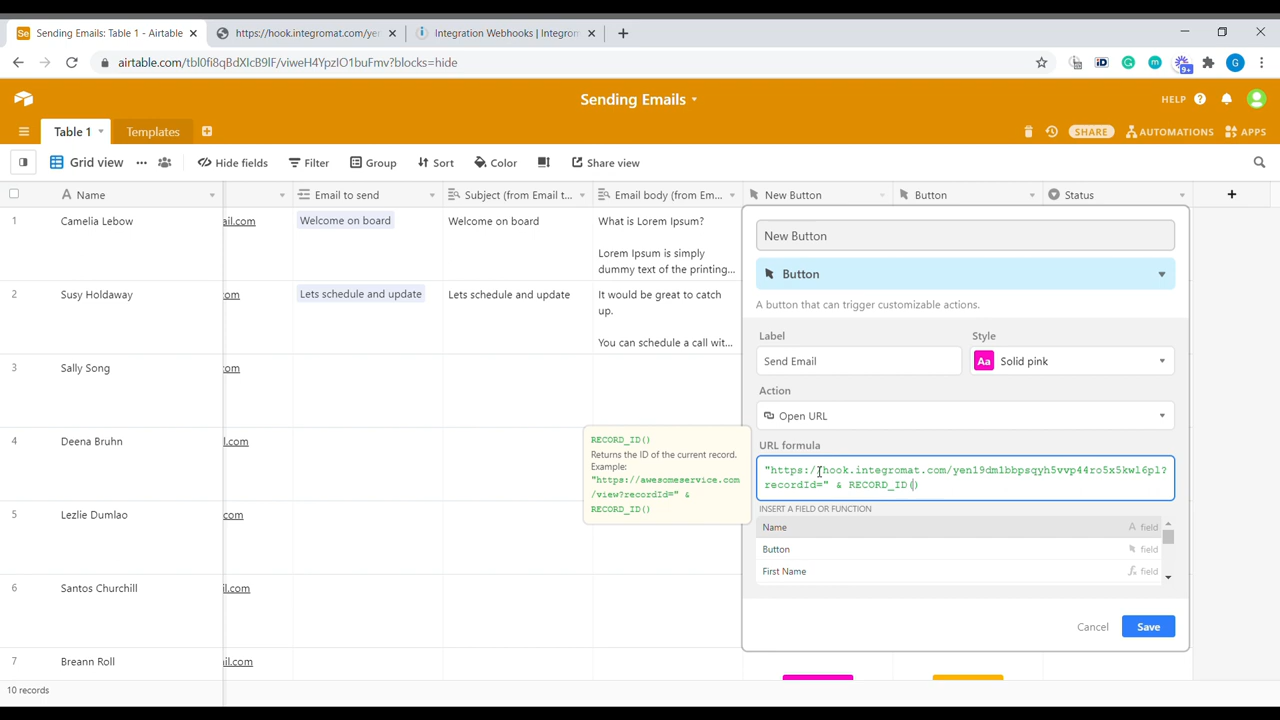 Sending Emails: Table 1 - Airtable
https://hook.integromat.com/yer
Integration Webhooks | Integrom
airtable.com/tbl0fi8qBdXIcB9lF/viweH4YpzIO1buFmv?blocks=hide
9+
G
Sending Emails
HELP
Table 1
Templates
SHARE
AUTOMATIONS
APPS
Grid view
Hide fields
Filter
Group
Sort
Color
Share view
Name
Email to send
Subject (from Email t...
Email body (from Em...
New Button
Button
Status
1
Camelia Lebow
ail.com
Welcome on board
Welcome on board
What is Lorem Ipsum?
Lorem Ipsum is simply
dummy text of the printing...
2
Susy Holdaway
om
Lets schedule and update
Lets schedule and update
It would be great to catch
up.
You can schedule a call wit...
3
Sally Song
om
4
Deena Bruhn
l.com
5
Lezlie Dumlao
com
6
Santos Churchill
il.com
7
Breann Roll
il.com
10 records
New Button
Button
A button that can trigger customizable actions.
Label
Style
Send Email
Aa
Solid pink
Action
Open URL
URL formula
"https://hook.integromat.com/yen19dm1bbpsqyh5vvp44ro5x5kwl6pl?
recordId=" & RECORD_ID()
INSERT A FIELD OR FUNCTION
Name
A field
Button
field
First Name
fx field
Cancel
Save
RECORD_ID()
Returns the ID of the current record.
Example:
"https://awesomeservice.com
/view?recordId=" &
RECORD_ID()